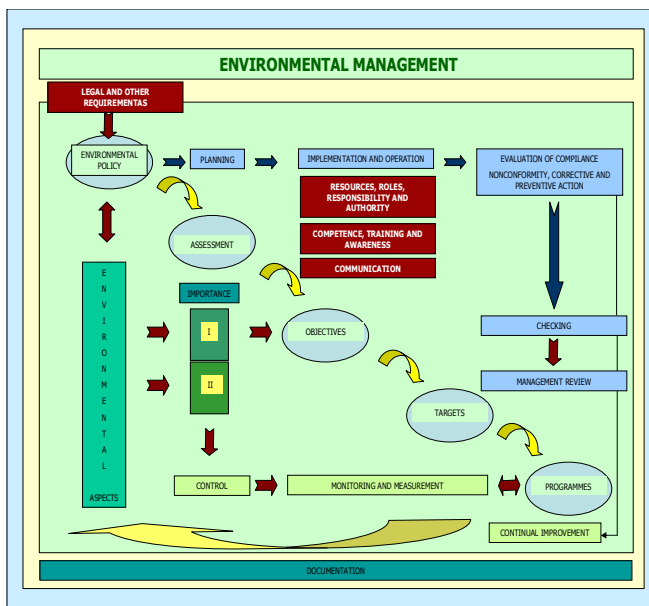 ENVIRONMENTAL MANAGEMENT
LEGAL AND OTHER
REQUIREMENTAS
ENVIRONMENTAL
POLICY
PLANNING
IMPLEMENTATION AND OPERATION
EVALUATION OF COMPILANCE
NONCONFORMITY, CORRECTIVE AND
PREVENTIVE ACTION
RESOURCES, ROLES,
RESPONSIBILITY AND
AUTHORITY
COMPETENCE, TRAINING AND
AWARENESS
COMMUNICATION
ASSESSMENT
ENVIRONMENTAL
ASPECTS
IMPORTANCE
I
II
OBJECTIVES
CHECKING
MANAGEMENT REVIEW
TARGETS
CONTROL
MONITORING AND MEASUREMENT
PROGRAMMES
CONTINUAL IMPROVEMENT
DOCUMENTATION